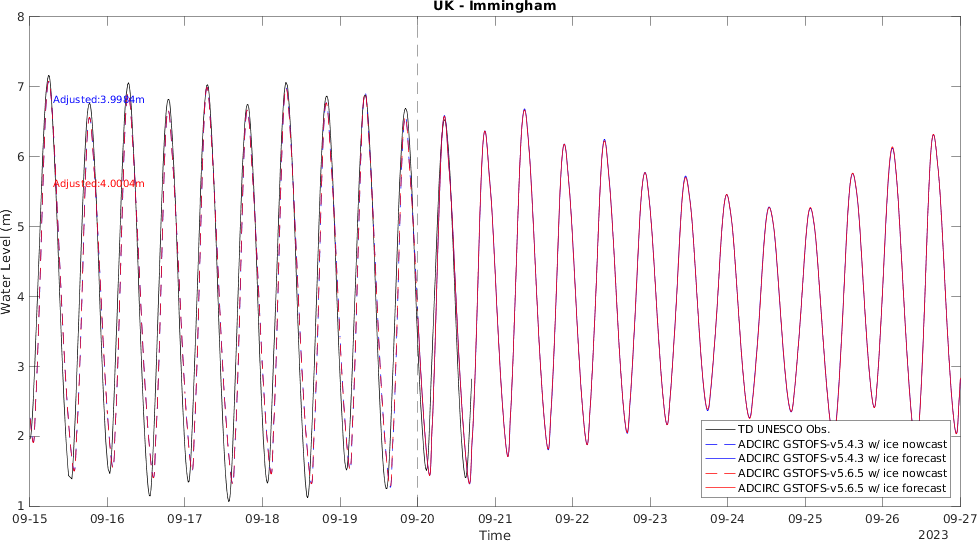 UK - Immingham
8
7
6
5
4
3
2
1
Water Level (m)
Adjusted:3.9984m
Adjusted:4.0004m
TD UNESCO Obs.
ADCIRC GSTOFS-v5.4.3 w/ ice nowcast
ADCIRC GSTOFS-v5.4.3 w/ ice forecast
ADCIRC GSTOFS-v5.6.5 w/ ice nowcast
ADCIRC GSTOFS-v5.6.5 w/ ice forecast
09-15 09-16 09-17 09-18 09-19 09-20 09-21 09-22 09-23 09-24 09-25 09-26 09-27
Time
2023